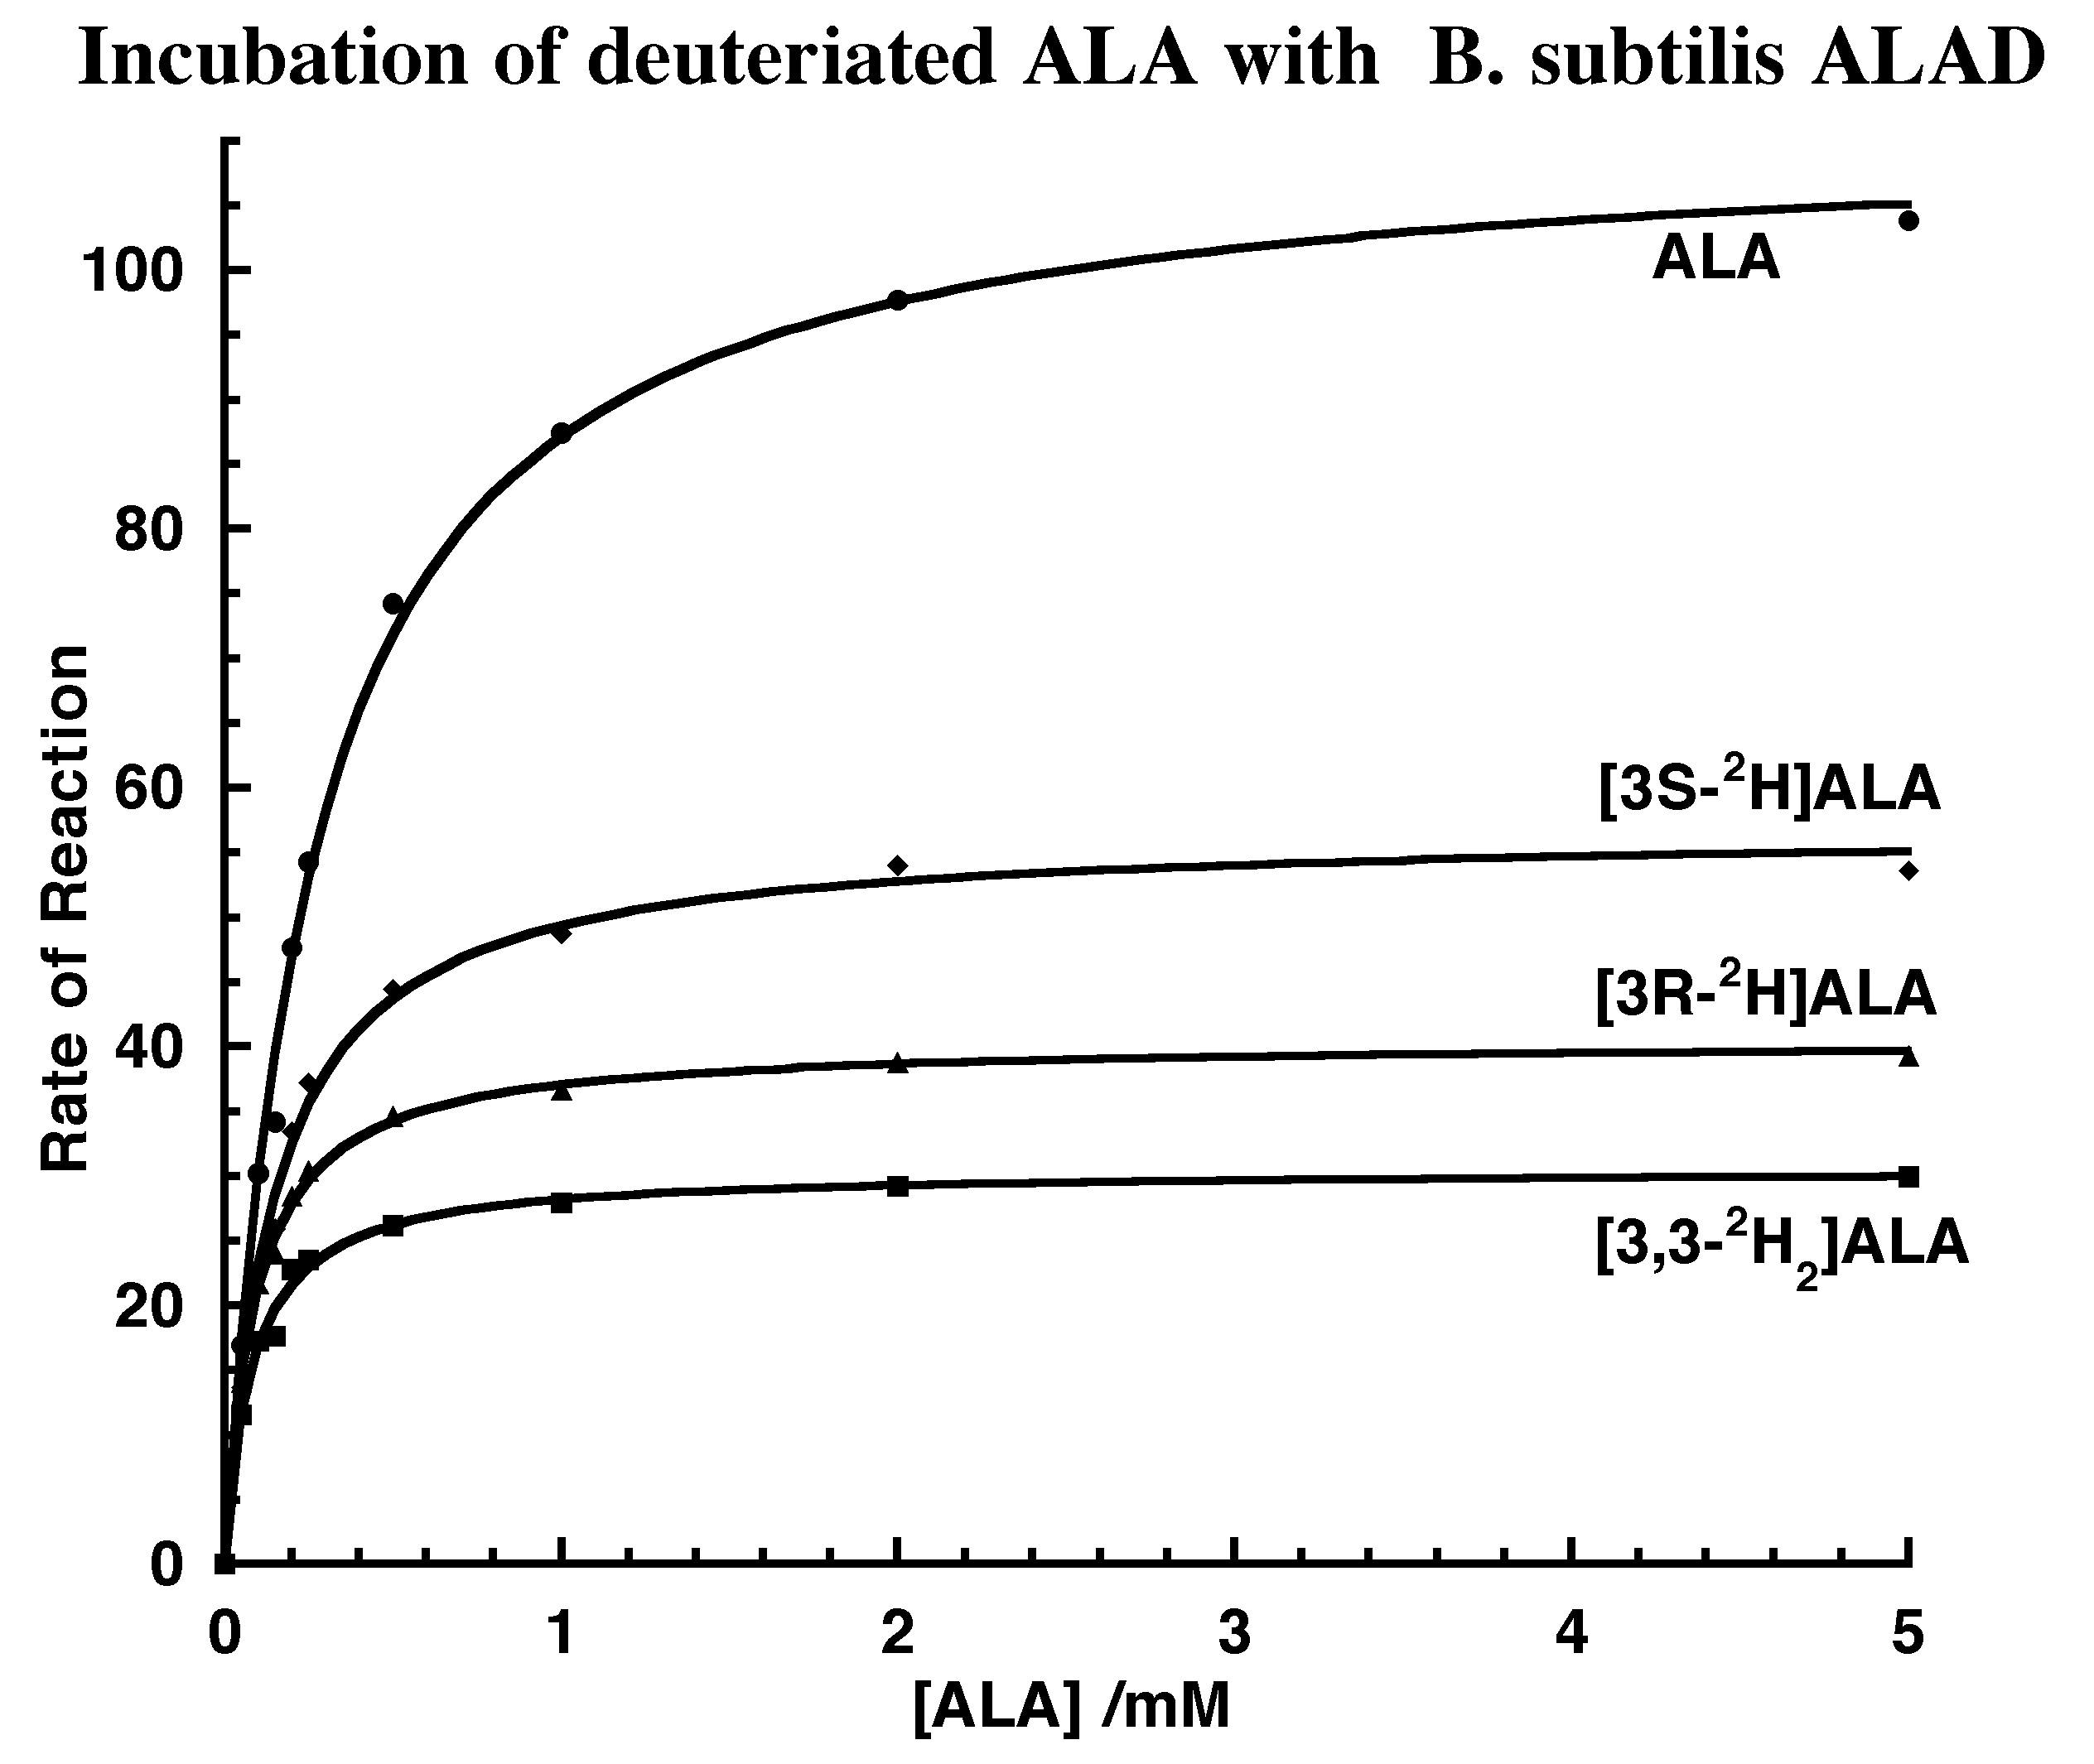 Incubation of deuteriated ALA with B. subtilis ALAD
100
80
60
40
20
0
Rate of Reaction
ALA
[3S-²H]ALA
[3R-²H]ALA
[3,3-²H₂]ALA
0 1 2 3 4 5
[ALA] /mM